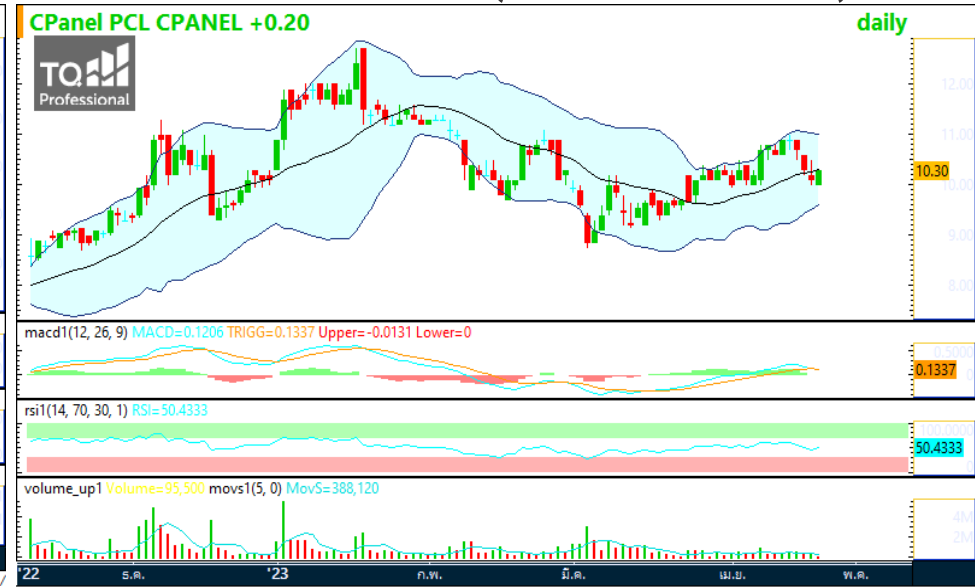 CPanel PCL CPANEL +0.20
daily
TQ
Professional
12.00
11.00
10.30
10.00
9.00
8.00
macd1(12, 26, 9) MACD=0.1206 TRIGG=0.1337 Upper=-0.0131 Lower=0
0.5000
0.1337
0
rsi1(14, 70, 30, 1) RSI=50.4333
100.0000
50.4333
volume_up1 Volume=95,500 movs1(5, 0) MovS=388,120
4M
2M
'22 ธ.ค. '23 ก.พ. มี.ค. เม.ย. พ.ค.